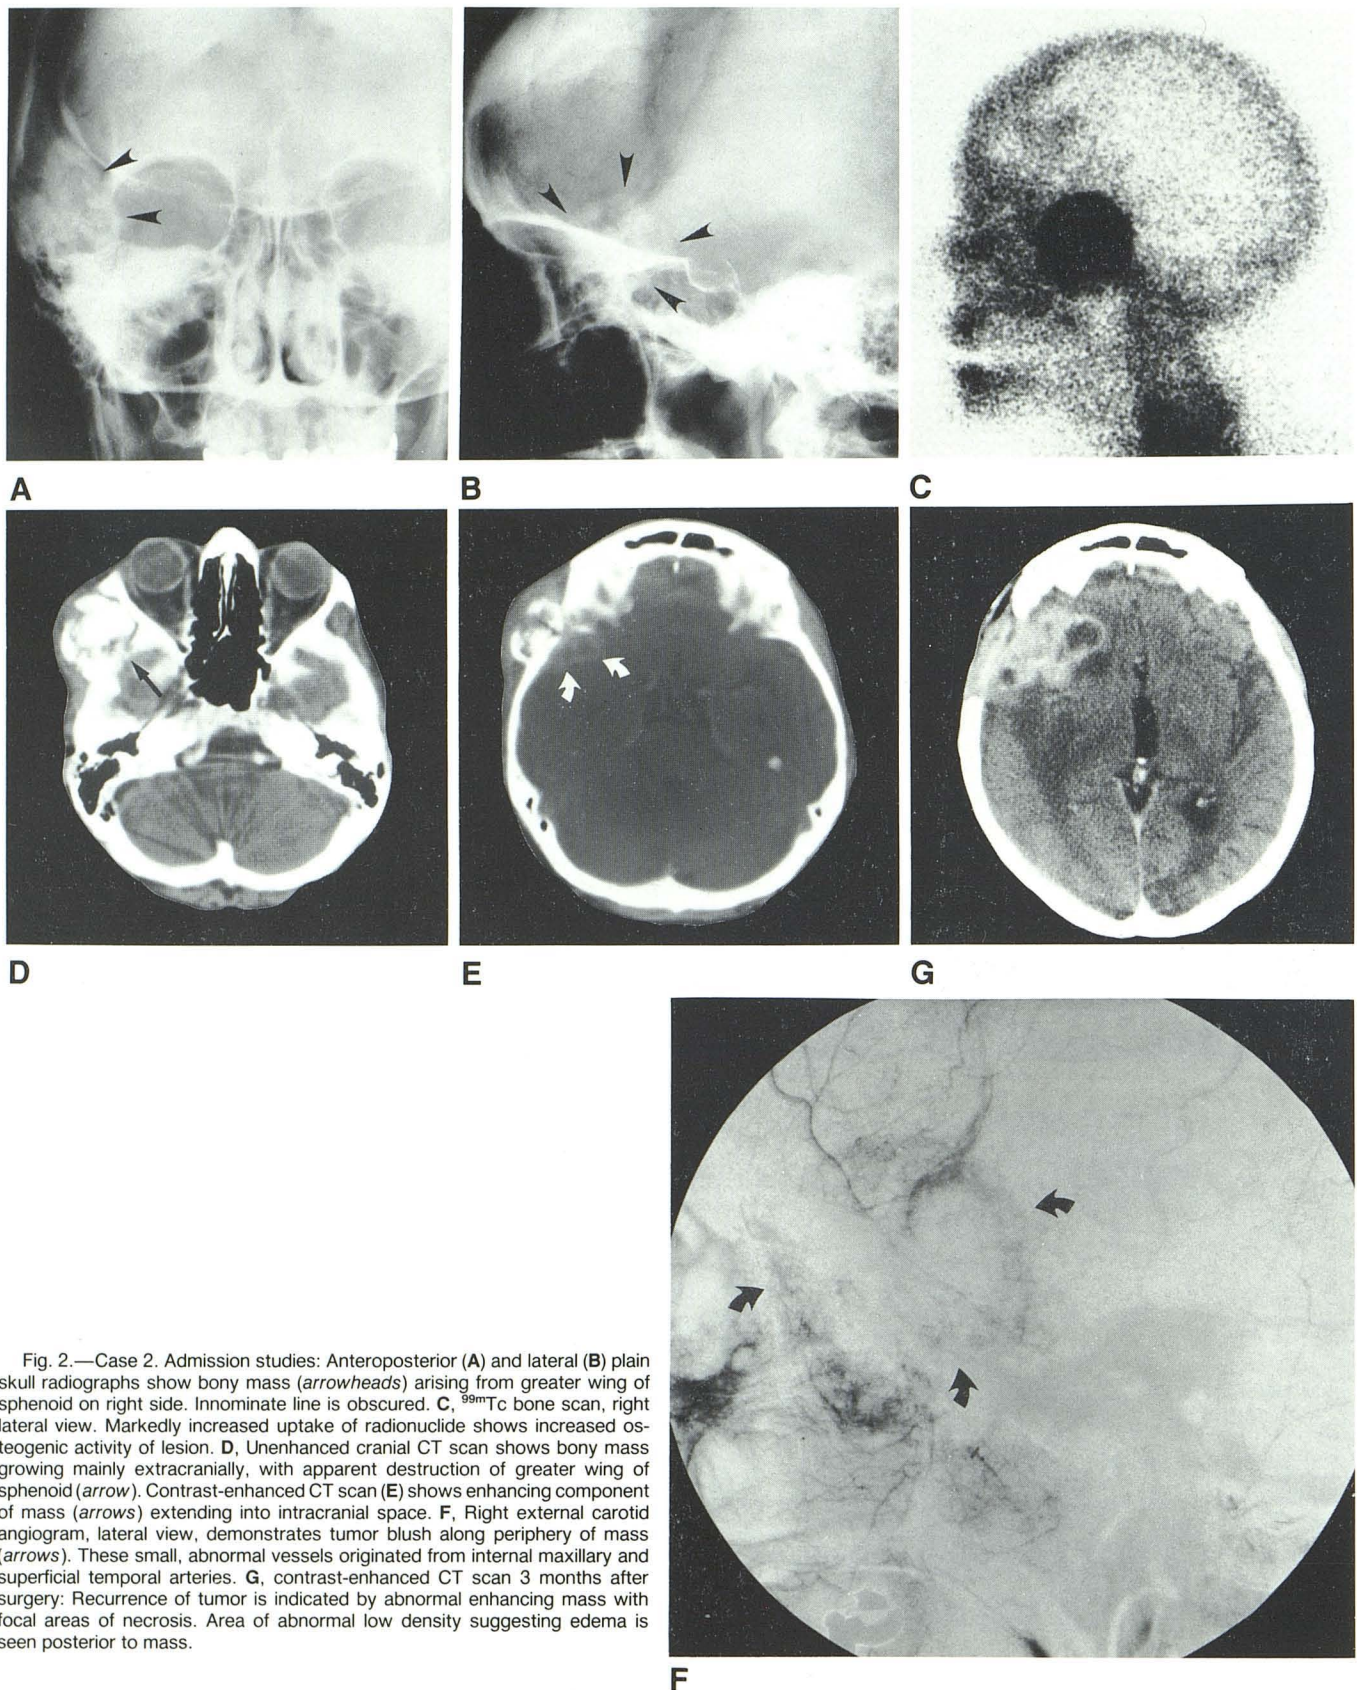 A
B
C
D
E
G
Fig. 2.—Case 2. Admission studies: Anteroposterior (A) and lateral (B) plain
skull radiographs show bony mass (arrowheads) arising from greater wing of
sphenoid on right side. Innominate line is obscured. C, 99mTc bone scan, right
lateral view. Markedly increased uptake of radionuclide shows increased os-
teogenic activity of lesion. D, Unenhanced cranial CT scan shows bony mass
growing mainly extracranially, with apparent destruction of greater wing of
sphenoid (arrow). Contrast-enhanced CT scan (E) shows enhancing component
of mass (arrows) extending into intracranial space. F, Right external carotid
angiogram, lateral view, demonstrates tumor blush along periphery of mass
(arrows). These small, abnormal vessels originated from internal maxillary and
superficial temporal arteries. G, contrast-enhanced CT scan 3 months after
surgery: Recurrence of tumor is indicated by abnormal enhancing mass with
focal areas of necrosis. Area of abnormal low density suggesting edema is
seen posterior to mass.
F